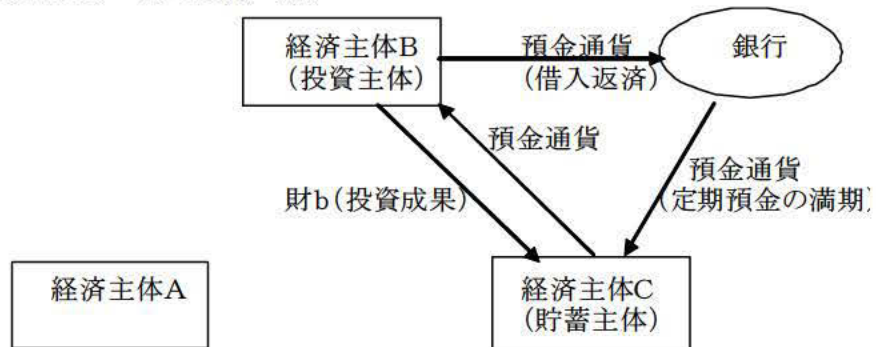 経済主体B
(投資主体)
預金通貨
(借入返済)
銀行
預金通貨
財b(投資成果)
預金通貨
(定期預金の満期)
経済主体A
経済主体C
(貯蓄主体)